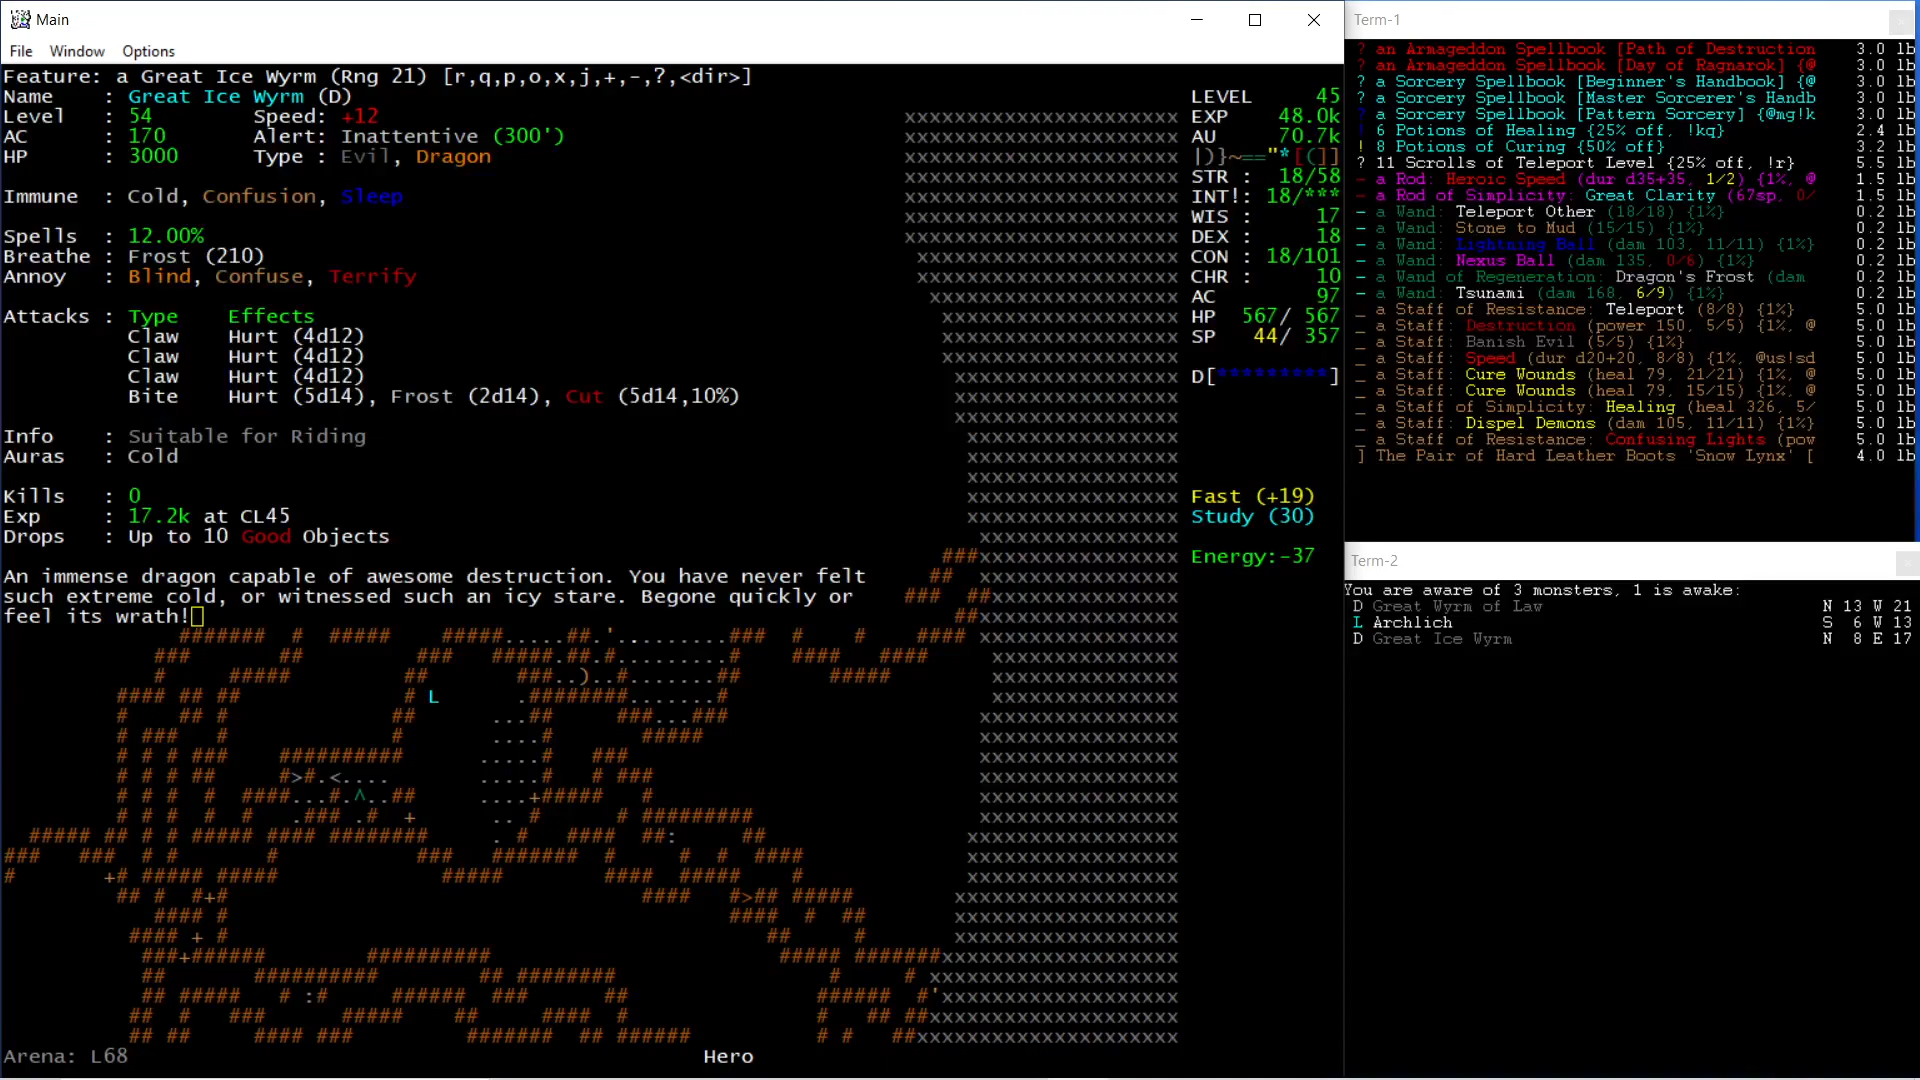 Main
File Window Options
Feature: a Great Ice Wyrm (Rng 21) [r,q,p,o,x,j,+,-,?,<dir>]
Name : Great Ice Wyrm (D)
Level : 54 Speed: +12
AC : 170 Alert: Inattentive (300')
HP : 3000 Type : Evil, Dragon
Immune : Cold, Confusion, Sleep
Spells : 12.00%
Breathe : Frost (210)
Annoy : Blind, Confuse, Terrify
Attacks : Type Effects
Claw Hurt (4d12)
Claw Hurt (4d12)
Claw Hurt (4d12)
Bite Hurt (5d14), Frost (2d14), Cut (5d14,10%)
Info : Suitable for Riding
Auras : Cold
Kills : 0
Exp : 17.2k at CL45
Drops : Up to 10 Good Objects
An immense dragon capable of awesome destruction. You have never felt
such extreme cold, or witnessed such an icy stare. Begone quickly or
feel its wrath!
LEVEL 45
EXP 48.0k
AU 70.7k
|)}~=="*[(]]
STR : 18/58
INT!: 18/***
WIS : 17
DEX : 18
CON : 18/101
CHR : 10
AC 97
HP 567/ 567
SP 44/ 357
D[*********]
Fast (+19)
Study (30)
Energy:-37
Arena: L68
Hero
Term-1
? an Armageddon Spellbook [Path of Destruction 3.0 lb
? an Armageddon Spellbook [Day of Ragnarok] {@ 3.0 lb
? a Sorcery Spellbook [Beginner's Handbook] {@ 3.0 lb
? a Sorcery Spellbook [Master Sorcerer's Handb 3.0 lb
? a Sorcery Spellbook [Pattern Sorcery] {@mg!k 3.0 lb
! 6 Potions of Healing {25% off, !kq} 2.4 lb
! 8 Potions of Curing {50% off} 3.2 lb
? 11 Scrolls of Teleport Level {25% off, !r} 5.5 lb
- a Rod: Heroic Speed (dur d35+35, 1/2) {1%, @ 1.5 lb
- a Rod of Simplicity: Great Clarity (67sp, 0/ 1.5 lb
- a Wand: Teleport Other (18/18) {1%} 0.2 lb
- a Wand: Stone to Mud (15/15) {1%} 0.2 lb
- a Wand: Lightning Ball (dam 103, 11/11) {1%} 0.2 lb
- a Wand: Nexus Ball (dam 135, 0/6) {1%} 0.2 lb
- a Wand of Regeneration: Dragon's Frost (dam 0.2 lb
- a Wand: Tsunami (dam 168, 6/9) {1%} 0.2 lb
_ a Staff of Resistance: Teleport (8/8) {1%} 5.0 lb
_ a Staff: Destruction (power 150, 5/5) {1%, @ 5.0 lb
_ a Staff: Banish Evil (5/5) {1%} 5.0 lb
_ a Staff: Speed (dur d20+20, 8/8) {1%, @us!sd 5.0 lb
_ a Staff: Cure Wounds (heal 79, 21/21) {1%, @ 5.0 lb
_ a Staff: Cure Wounds (heal 79, 15/15) {1%, @ 5.0 lb
_ a Staff of Simplicity: Healing (heal 326, 5/ 5.0 lb
_ a Staff: Dispel Demons (dam 105, 11/11) {1%} 5.0 lb
_ a Staff of Resistance: Confusing Lights (pow 5.0 lb
] The Pair of Hard Leather Boots 'Snow Lynx' [ 4.0 lb
Term-2
You are aware of 3 monsters, 1 is awake:
D Great Wyrm of Law N 13 W 21
L Archlich S 6 W 13
D Great Ice Wyrm N 8 E 17